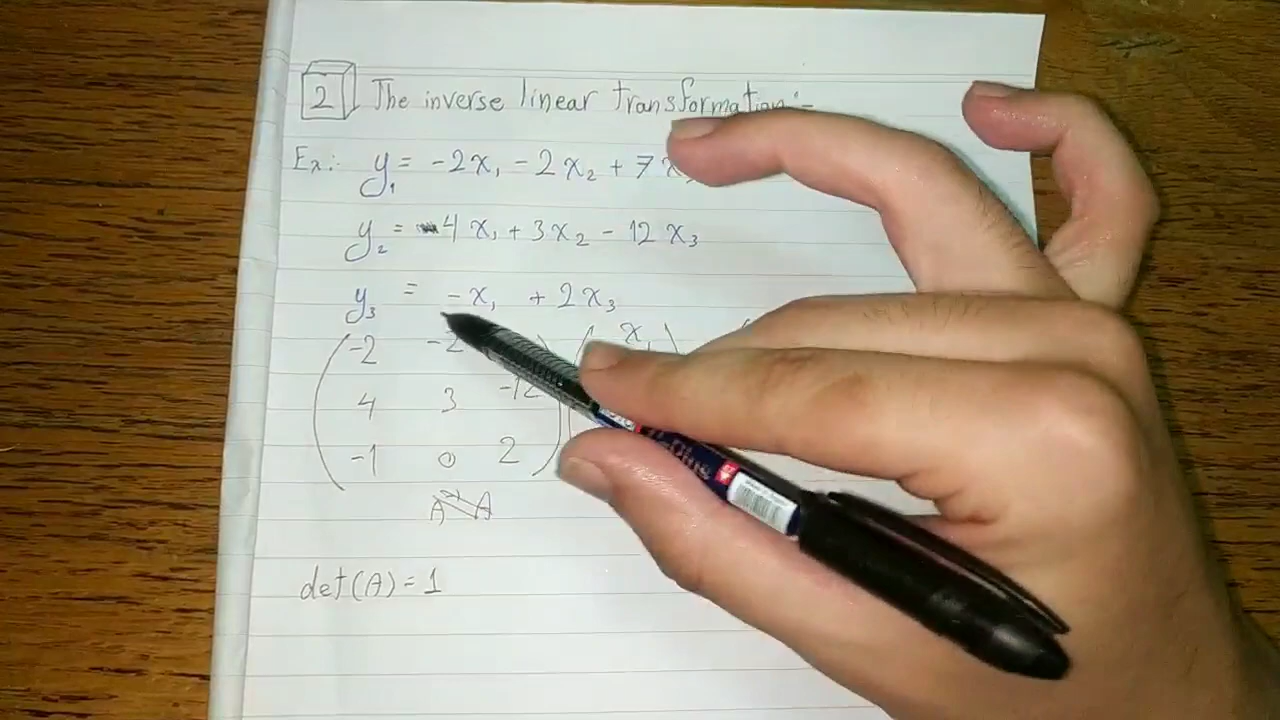 2 The inverse linear transformation:-
Ex:- y₁ = -2x₁ - 2x₂ + 7x
y₂ = 4x₁ + 3x₂ - 12x₃
y₃ = -x₁ + 2x₃
-2 -2 x₁
4 3 -12
-1 0 2
A
det(A) = 1